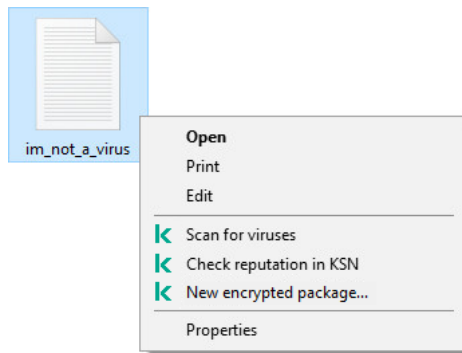 im_not_a_virus
Open
Print
Edit
Scan for viruses
Check reputation in KSN
New encrypted package...
Properties